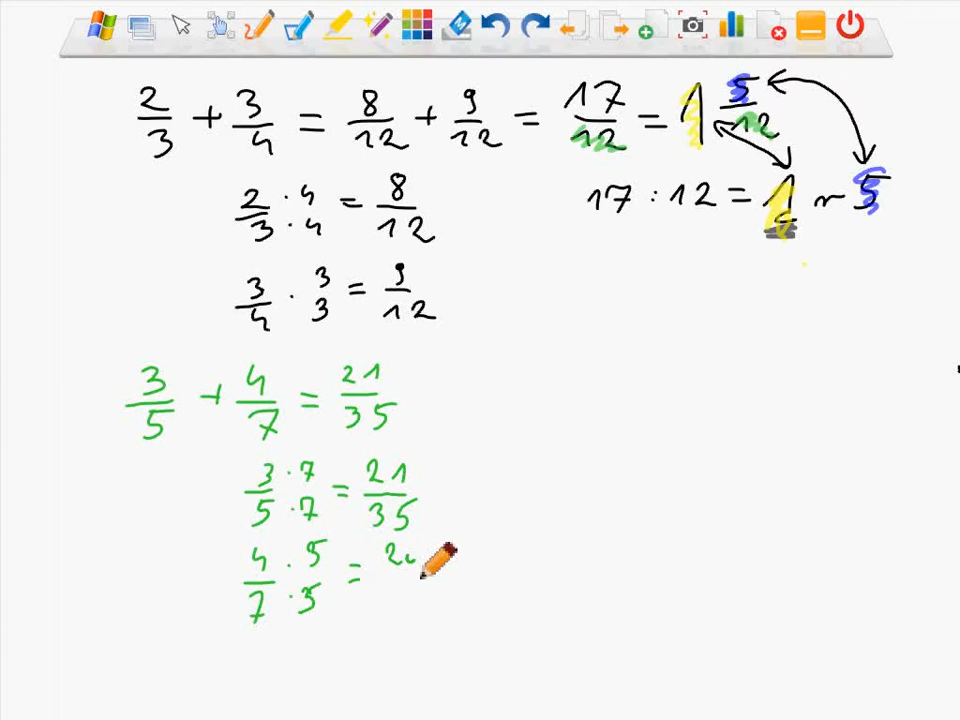 2/3 + 3/4 = 8/12 + 9/12 = 17/12 = 1 5/12
2/3 · 4/4 = 8/12
17 : 12 = 1 r 5
3/4 · 3/3 = 9/12
3/5 + 4/7 = 21/35
3/5 · 7/7 = 21/35
4/7 · 5/5 = 2